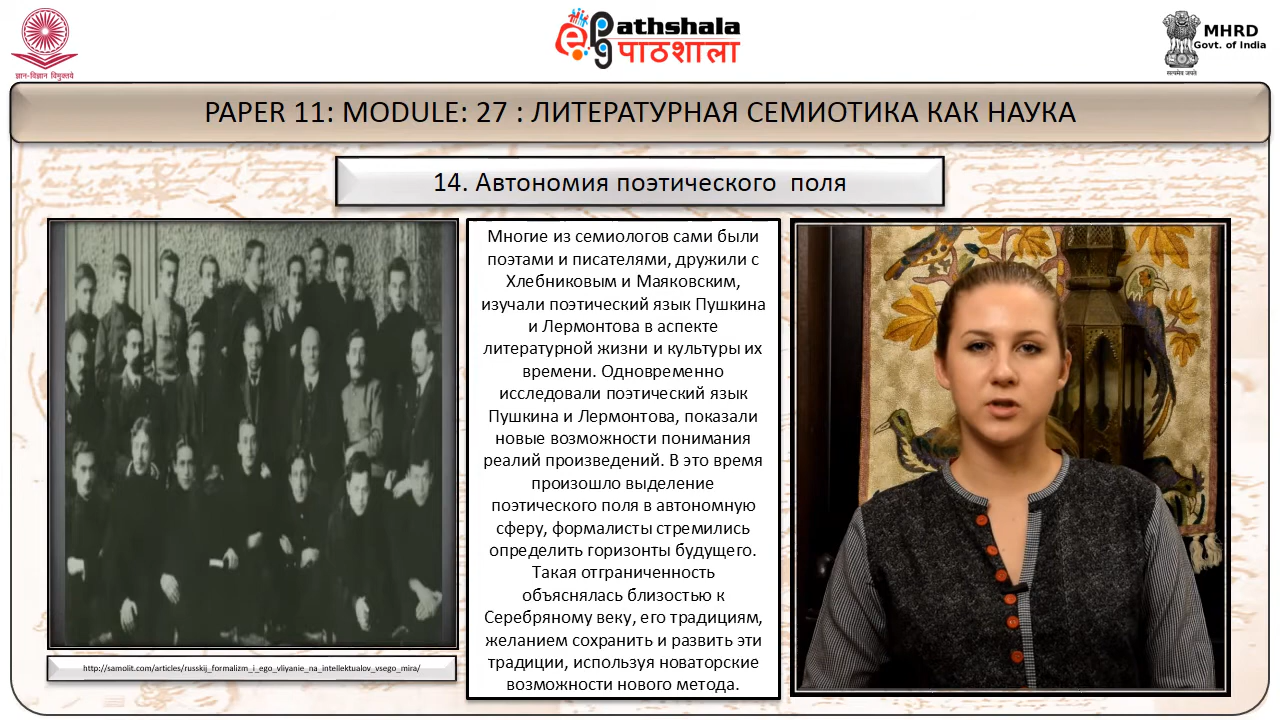 ज्ञान-विज्ञान विमुक्तये
ePg
athshala
पाठशाला
MHRD
Govt. of India
सत्यमेव जयते
PAPER 11: MODULE: 27 : ЛИТЕРАТУРНАЯ СЕМИОТИКА КАК НАУКА
14. Автономия поэтического поля
Многие из семиологов сами были
поэтами и писателями, дружили с
Хлебниковым и Маяковским,
изучали поэтический язык Пушкина
и Лермонтова в аспекте
литературной жизни и культуры их
времени. Одновременно
исследовали поэтический язык
Пушкина и Лермонтова, показали
новые возможности понимания
реалий произведений. В это время
произошло выделение
поэтического поля в автономную
сферу, формалисты стремились
определить горизонты будущего.
Такая отграниченность
объяснялась близостью к
Серебряному веку, его традициям,
желанием сохранить и развить эти
традиции, используя новаторские
возможности нового метода.
http://samolit.com/articles/russkij_formalizm_i_ego_vliyanie_na_intellektualov_vsego_mira/